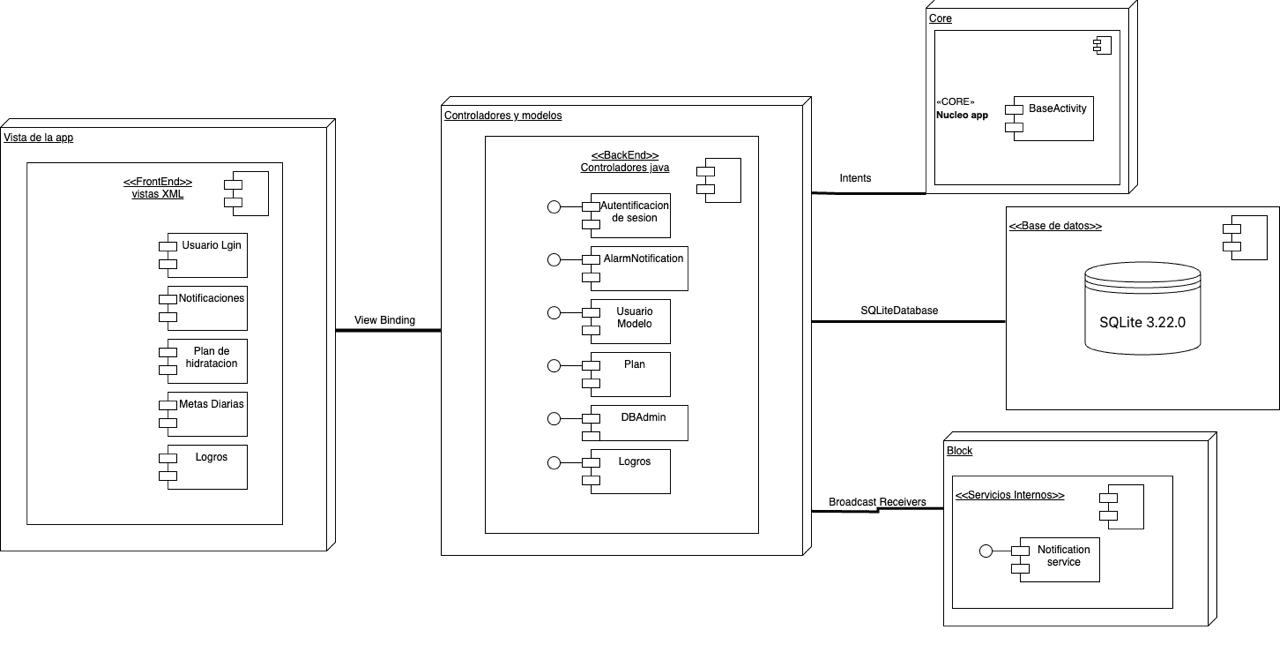 Vista de la app
<<FrontEnd>>
vistas XML
Usuario Lgin
Notificaciones
Plan de
hidratacion
Metas Diarias
Logros
View Binding
Controladores y modelos
<<BackEnd>>
Controladores java
Autentificacion
de sesion
AlarmNotification
Usuario
Modelo
Plan
DBAdmin
Logros
Intents
SQLiteDatabase
Broadcast Receivers
Core
«CORE»
Nucleo app
BaseActivity
<<Base de datos>>
SQLite 3.22.0
Block
<<Servicios Internos>>
Notification
service